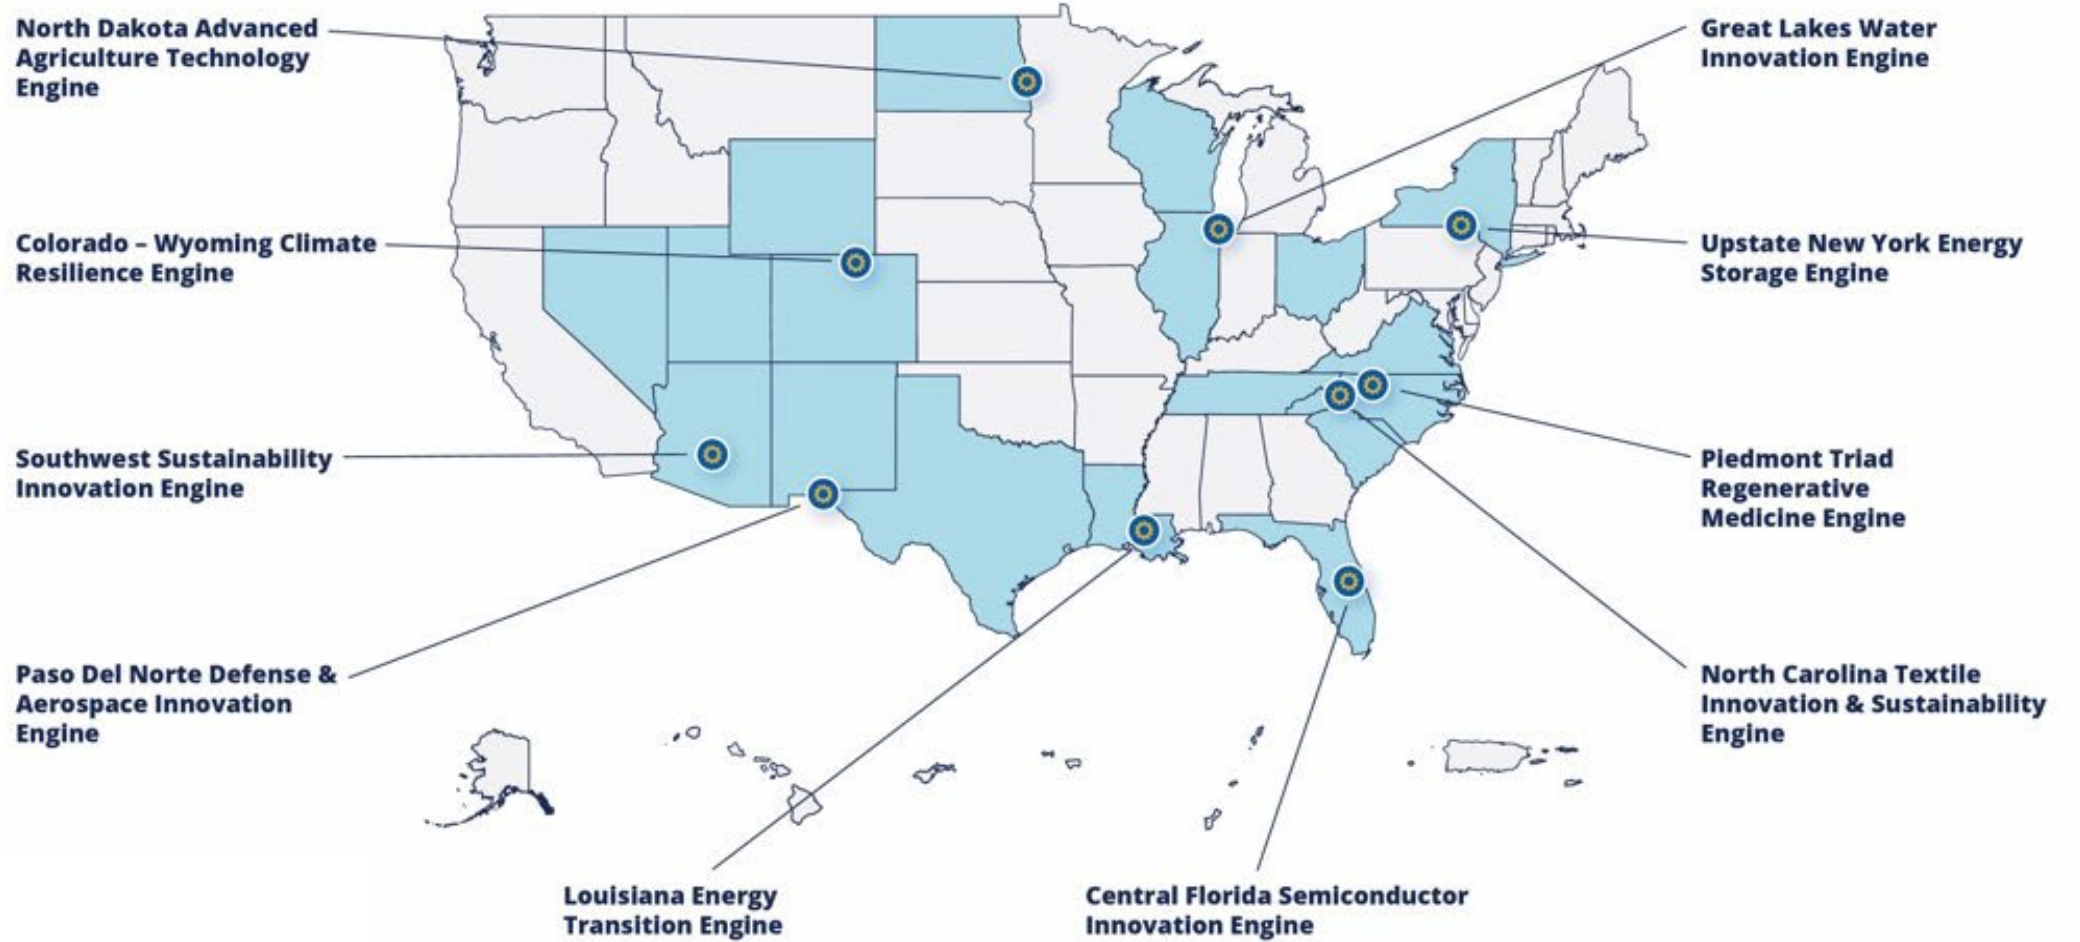 North Dakota Advanced
Agriculture Technology
Engine
Great Lakes Water
Innovation Engine
Colorado – Wyoming Climate
Resilience Engine
Upstate New York Energy
Storage Engine
Southwest Sustainability
Innovation Engine
Piedmont Triad
Regenerative
Medicine Engine
Paso Del Norte Defense &
Aerospace Innovation
Engine
North Carolina Textile
Innovation & Sustainability
Engine
Louisiana Energy
Transition Engine
Central Florida Semiconductor
Innovation Engine